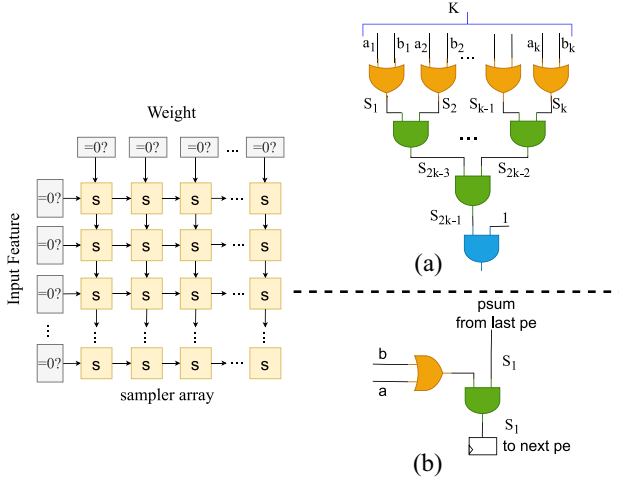 K
a1 b1 a2 b2 ... ak bk
S1 S2 Sk-1 Sk
...
S2k-3 S2k-2
S2k-1 1
(a)
Weight
=0? =0? =0? ... =0?
Input Feature
=0? S S S ... S
=0? S S S ... S
=0? S S S ... S
... ... ... ... ...
=0? S S S ... S
sampler array
psum
from last pe
b
S1
a
S1
to next pe
(b)